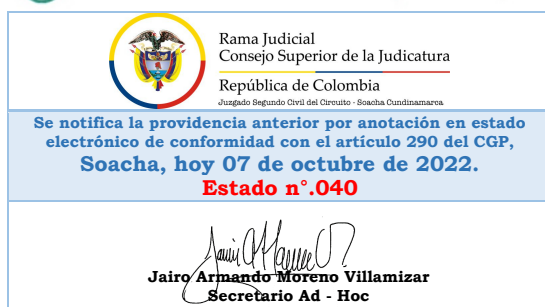 Rama Judicial
Consejo Superior de la Judicatura
República de Colombia
Juzgado Segundo Civil del Circuito - Soacha Cundinamarca
Se notifica la providencia anterior por anotación en estado
electrónico de conformidad con el artículo 290 del CGP,
Soacha, hoy 07 de octubre de 2022.
Estado n°.040
Jairo Armando Moreno Villamizar
Secretario Ad - Hoc